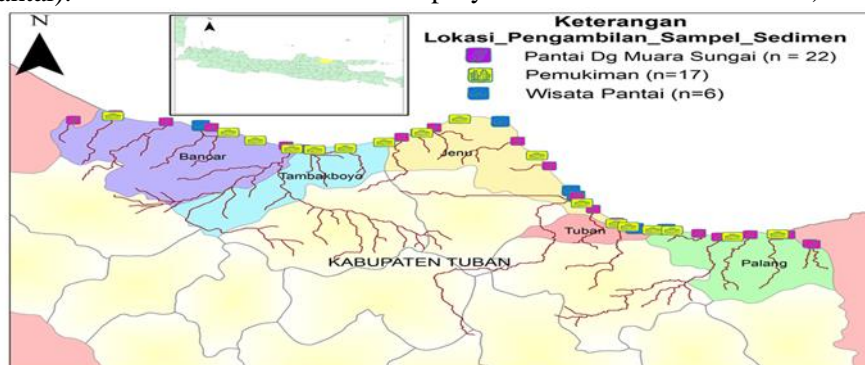 N
Keterangan
Lokasi_Pengambilan_Sampel_Sedimen
Pantai Dg Muara Sungai (n = 22)
Pemukiman (n=17)
Wisata Pantai (n=6)
Bancar
Tambakboyo
Jenu
Tuban
Palang
KABUPATEN TUBAN